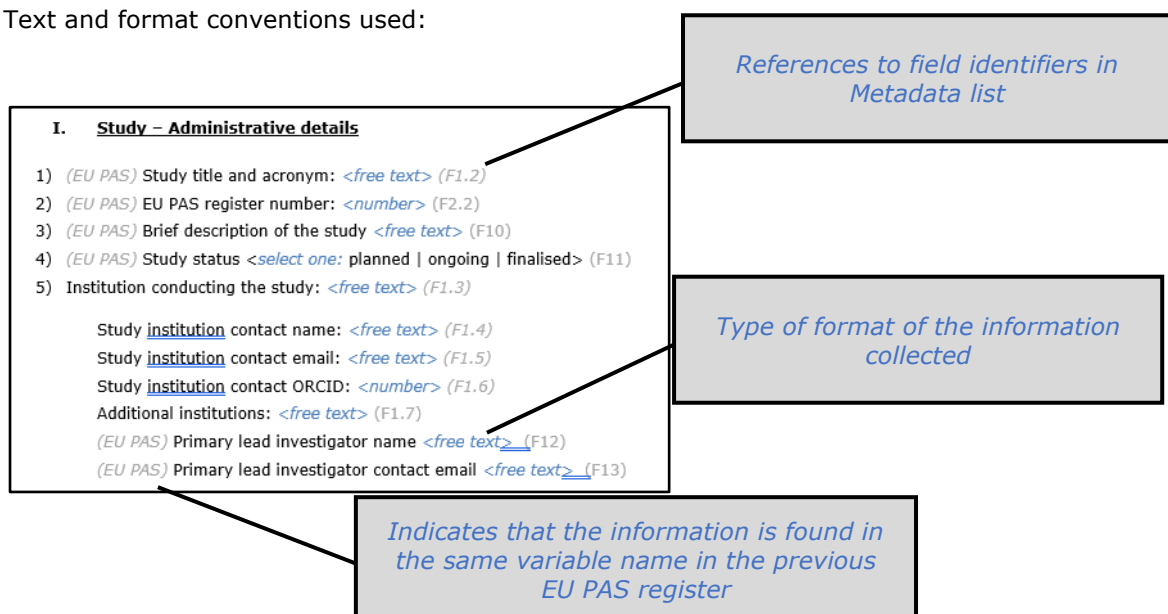 Text and format conventions used:
References to field identifiers in
Metadata list
I. Study – Administrative details
1) (EU PAS) Study title and acronym: <free text> (F1.2)
2) (EU PAS) EU PAS register number: <number> (F2.2)
3) (EU PAS) Brief description of the study <free text> (F10)
4) (EU PAS) Study status <select one: planned | ongoing | finalised> (F11)
5) Institution conducting the study: <free text> (F1.3)
Study institution contact name: <free text> (F1.4)
Study institution contact email: <free text> (F1.5)
Study institution contact ORCID: <number> (F1.6)
Additional institutions: <free text> (F1.7)
(EU PAS) Primary lead investigator name <free text> (F12)
(EU PAS) Primary lead investigator contact email <free text> (F13)
Type of format of the information
collected
Indicates that the information is found in
the same variable name in the previous
EU PAS register